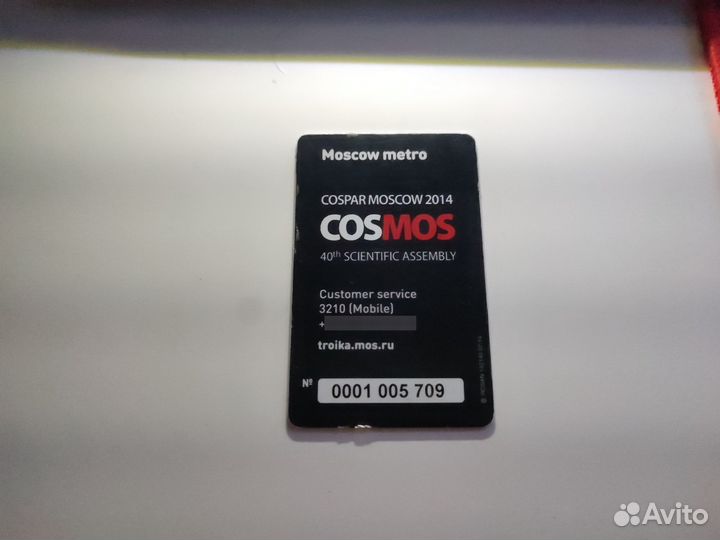 Moscow metro
COSPAR MOSCOW 2014
COSMOS
40th SCIENTIFIC ASSEMBLY
Customer service
3210 (Mobile)
+
troika.mos.ru
№ 0001 005 709
Avito